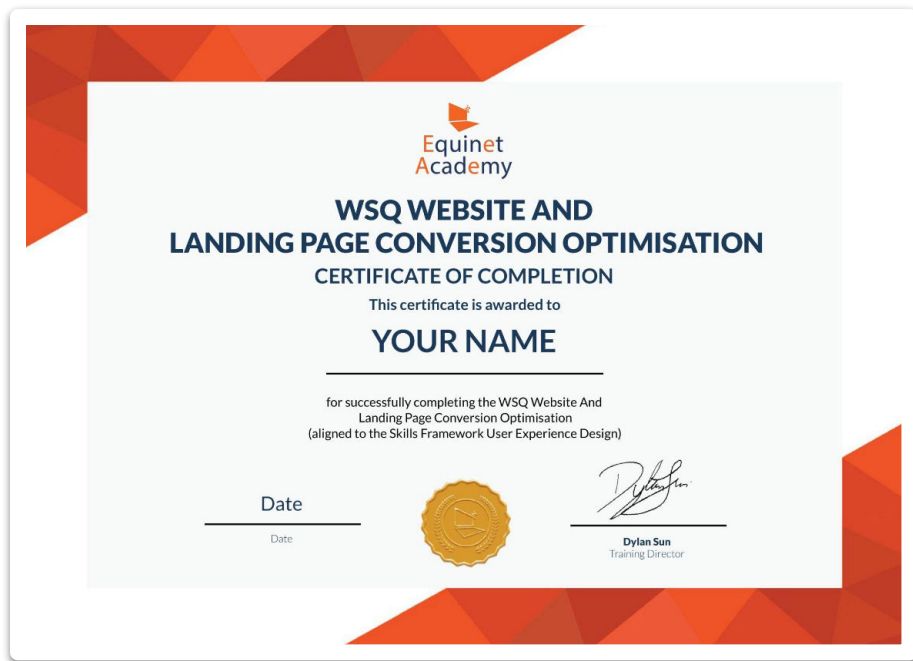 Equinet
Academy
WSQ WEBSITE AND
LANDING PAGE CONVERSION OPTIMISATION
CERTIFICATE OF COMPLETION
This certificate is awarded to
YOUR NAME
for successfully completing the WSQ Website And
Landing Page Conversion Optimisation
(aligned to the Skills Framework User Experience Design)
Date
Date
Dylan Sun
Dylan Sun
Training Director